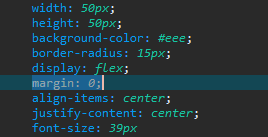 width: 50px;
height: 50px;
background-color: #eee;
border-radius: 15px;
display: flex;
margin: 0;
align-items: center;
justify-content: center;
font-size: 39px